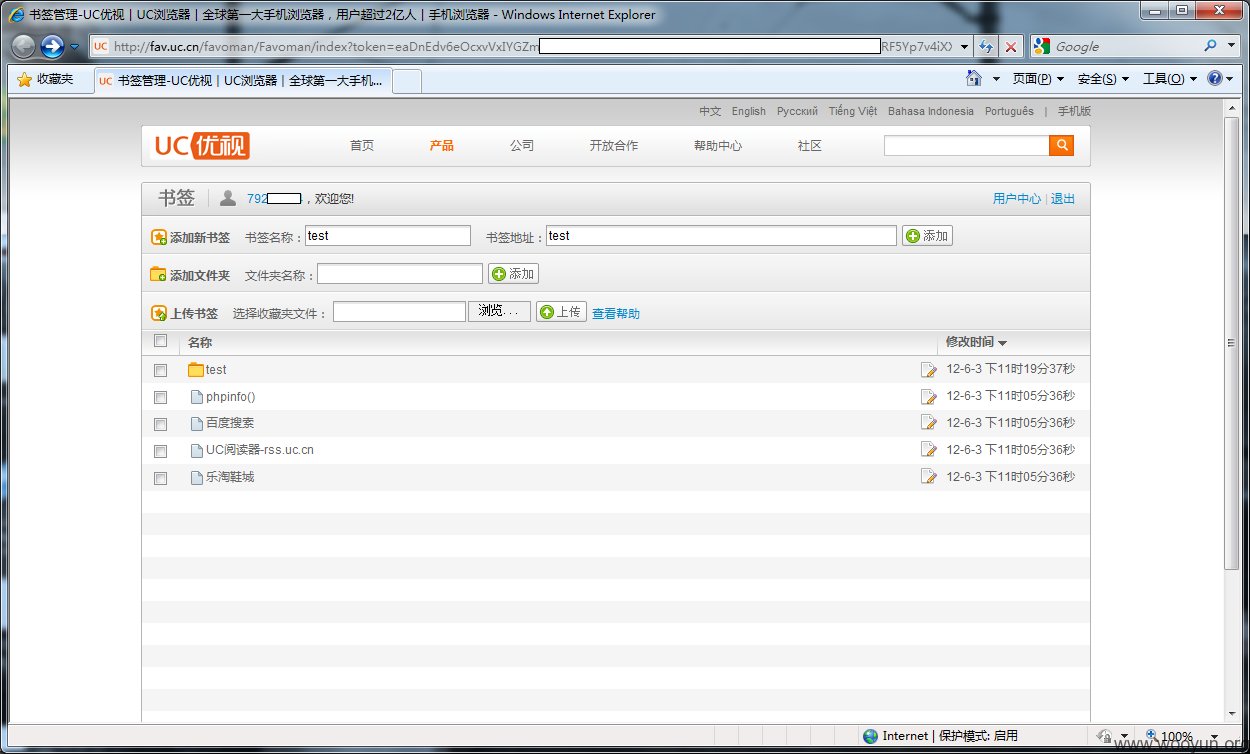 书签管理-UC优视 | UC浏览器 | 全球第一大手机浏览器，用户超过2亿人 | 手机浏览器 - Windows Internet Explorer
UC http://fav.uc.cn/favoman/Favoman/index?token=eaDnEdv6eOcxvVxIYGZm RF5Yp7v4iX Google
收藏夹 UC 书签管理-UC优视 | UC浏览器 | 全球第一大手机... 页面(P) 安全(S) 工具(O)
中文 English Русский Tiếng Việt Bahasa Indonesia Português | 手机版
UC优视 首页 产品 公司 开放合作 帮助中心 社区
书签 792 ，欢迎您! 用户中心 | 退出
添加新书签 书签名称： test 书签地址： test 添加
添加文件夹 文件夹名称： 添加
上传书签 选择收藏夹文件： 浏览... 上传 查看帮助
名称 修改时间
test 12-6-3 下11时19分37秒
phpinfo() 12-6-3 下11时05分36秒
百度搜索 12-6-3 下11时05分36秒
UC阅读器-rss.uc.cn 12-6-3 下11时05分36秒
乐淘鞋城 12-6-3 下11时05分36秒
Internet | 保护模式: 启用 100%
www.wooyun.org